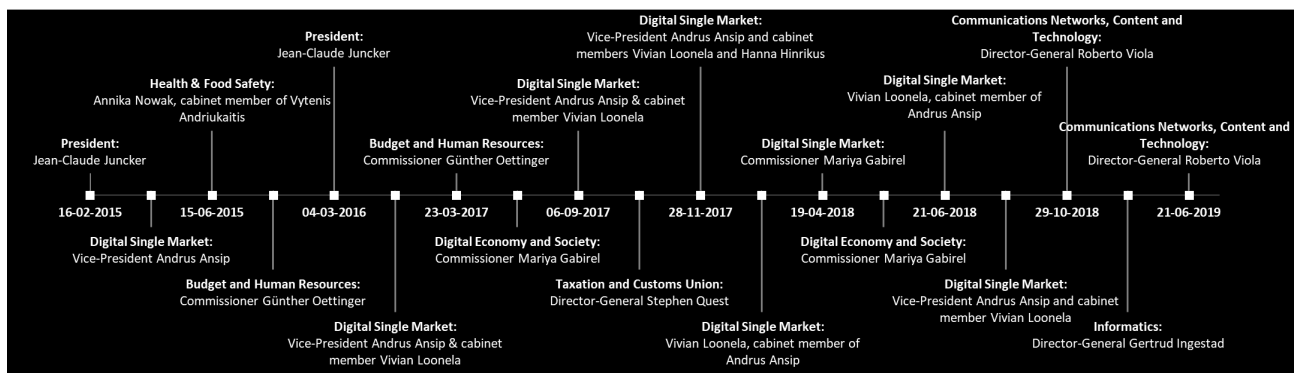 President:
Jean-Claude Juncker
Digital Single Market:
Vice-President Andrus Ansip
Health & Food Safety:
Annika Nowak, cabinet member of Vytenis
Andriukaitis
Budget and Human Resources:
Commissioner Günther Oettinger
President:
Jean-Claude Juncker
Digital Single Market:
Vice-President Andrus Ansip & cabinet
member Vivian Loonela
Budget and Human Resources:
Commissioner Günther Oettinger
Digital Economy and Society:
Commissioner Mariya Gabirel
Digital Single Market:
Vice-President Andrus Ansip & cabinet
member Vivian Loonela
Taxation and Customs Union:
Director-General Stephen Quest
Digital Single Market:
Vice-President Andrus Ansip and cabinet
members Vivian Loonela and Hanna Hinrikus
Digital Single Market:
Vivian Loonela, cabinet member of
Andrus Ansip
Digital Single Market:
Commissioner Mariya Gabirel
Digital Economy and Society:
Commissioner Mariya Gabirel
Digital Single Market:
Vivian Loonela, cabinet member of
Andrus Ansip
Digital Single Market:
Vice-President Andrus Ansip and cabinet
member Vivian Loonela
Communications Networks, Content and
Technology:
Director-General Roberto Viola
Informatics:
Director-General Gertrud Ingestad
Communications Networks, Content and
Technology:
Director-General Roberto Viola
16-02-2015
15-06-2015
04-03-2016
23-03-2017
06-09-2017
28-11-2017
19-04-2018
21-06-2018
29-10-2018
21-06-2019